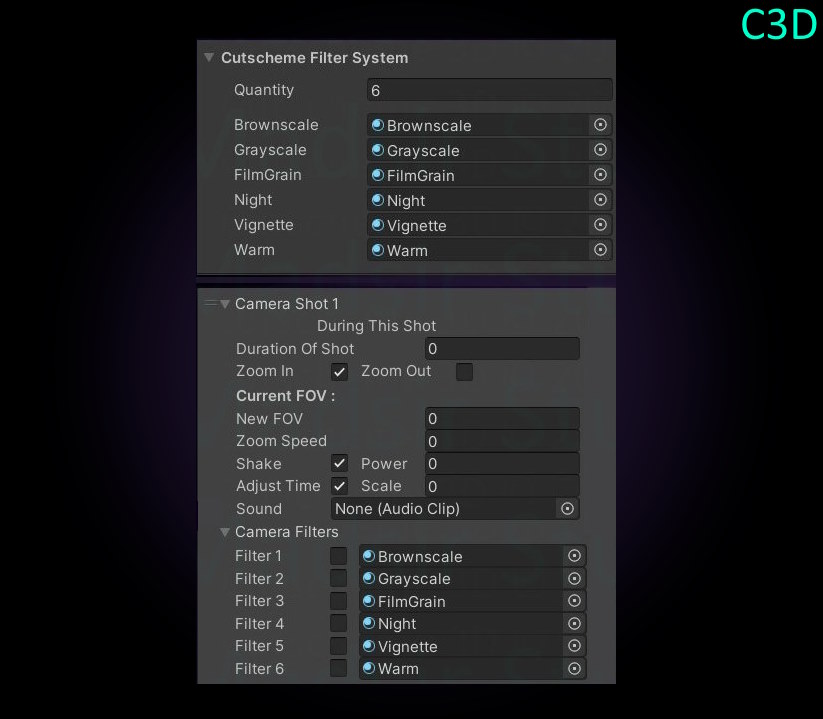 C3D
Cutscheme Filter System
Quantity 6
Brownscale Brownscale
Grayscale Grayscale
FilmGrain FilmGrain
Night Night
Vignette Vignette
Warm Warm
Camera Shot 1
During This Shot
Duration Of Shot 0
Zoom In Zoom Out
Current FOV :
New FOV 0
Zoom Speed 0
Shake Power 0
Adjust Time Scale 0
Sound None (Audio Clip)
Camera Filters
Filter 1 Brownscale
Filter 2 Grayscale
Filter 3 FilmGrain
Filter 4 Night
Filter 5 Vignette
Filter 6 Warm